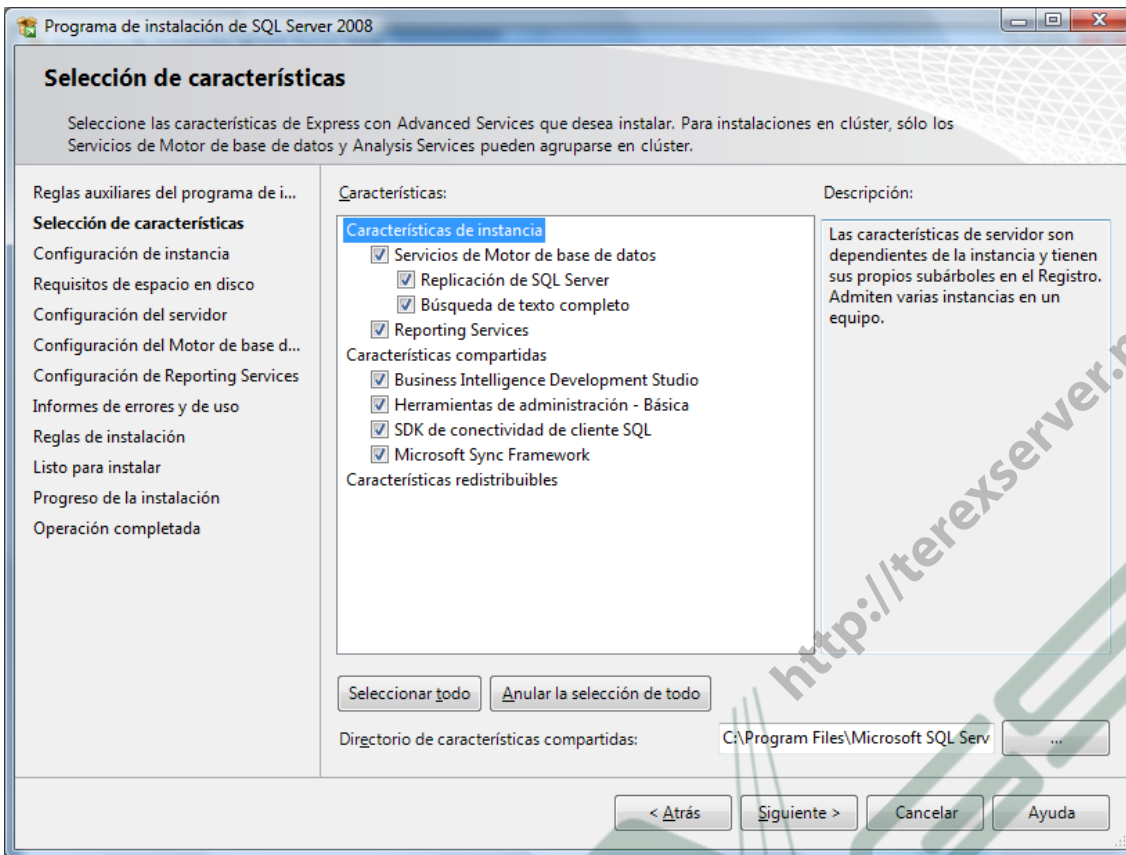 Programa de instalación de SQL Server 2008
Selección de características
Seleccione las características de Express con Advanced Services que desea instalar. Para instalaciones en clúster, sólo los
Servicios de Motor de base de datos y Analysis Services pueden agruparse en clúster.
Reglas auxiliares del programa de i...
Selección de características
Configuración de instancia
Requisitos de espacio en disco
Configuración del servidor
Configuración del Motor de base d...
Configuración de Reporting Services
Informes de errores y de uso
Reglas de instalación
Listo para instalar
Progreso de la instalación
Operación completada
Características:
Características de instancia
Servicios de Motor de base de datos
Replicación de SQL Server
Búsqueda de texto completo
Reporting Services
Características compartidas
Business Intelligence Development Studio
Herramientas de administración - Básica
SDK de conectividad de cliente SQL
Microsoft Sync Framework
Características redistribuibles
Descripción:
Las características de servidor son
dependientes de la instancia y tienen
sus propios subárboles en el Registro.
Admiten varias instancias en un
equipo.
Seleccionar todo
Anular la selección de todo
Directorio de características compartidas:
C:\Program Files\Microsoft SQL Serv
...
< Atrás
Siguiente >
Cancelar
Ayuda
http://terexserver.